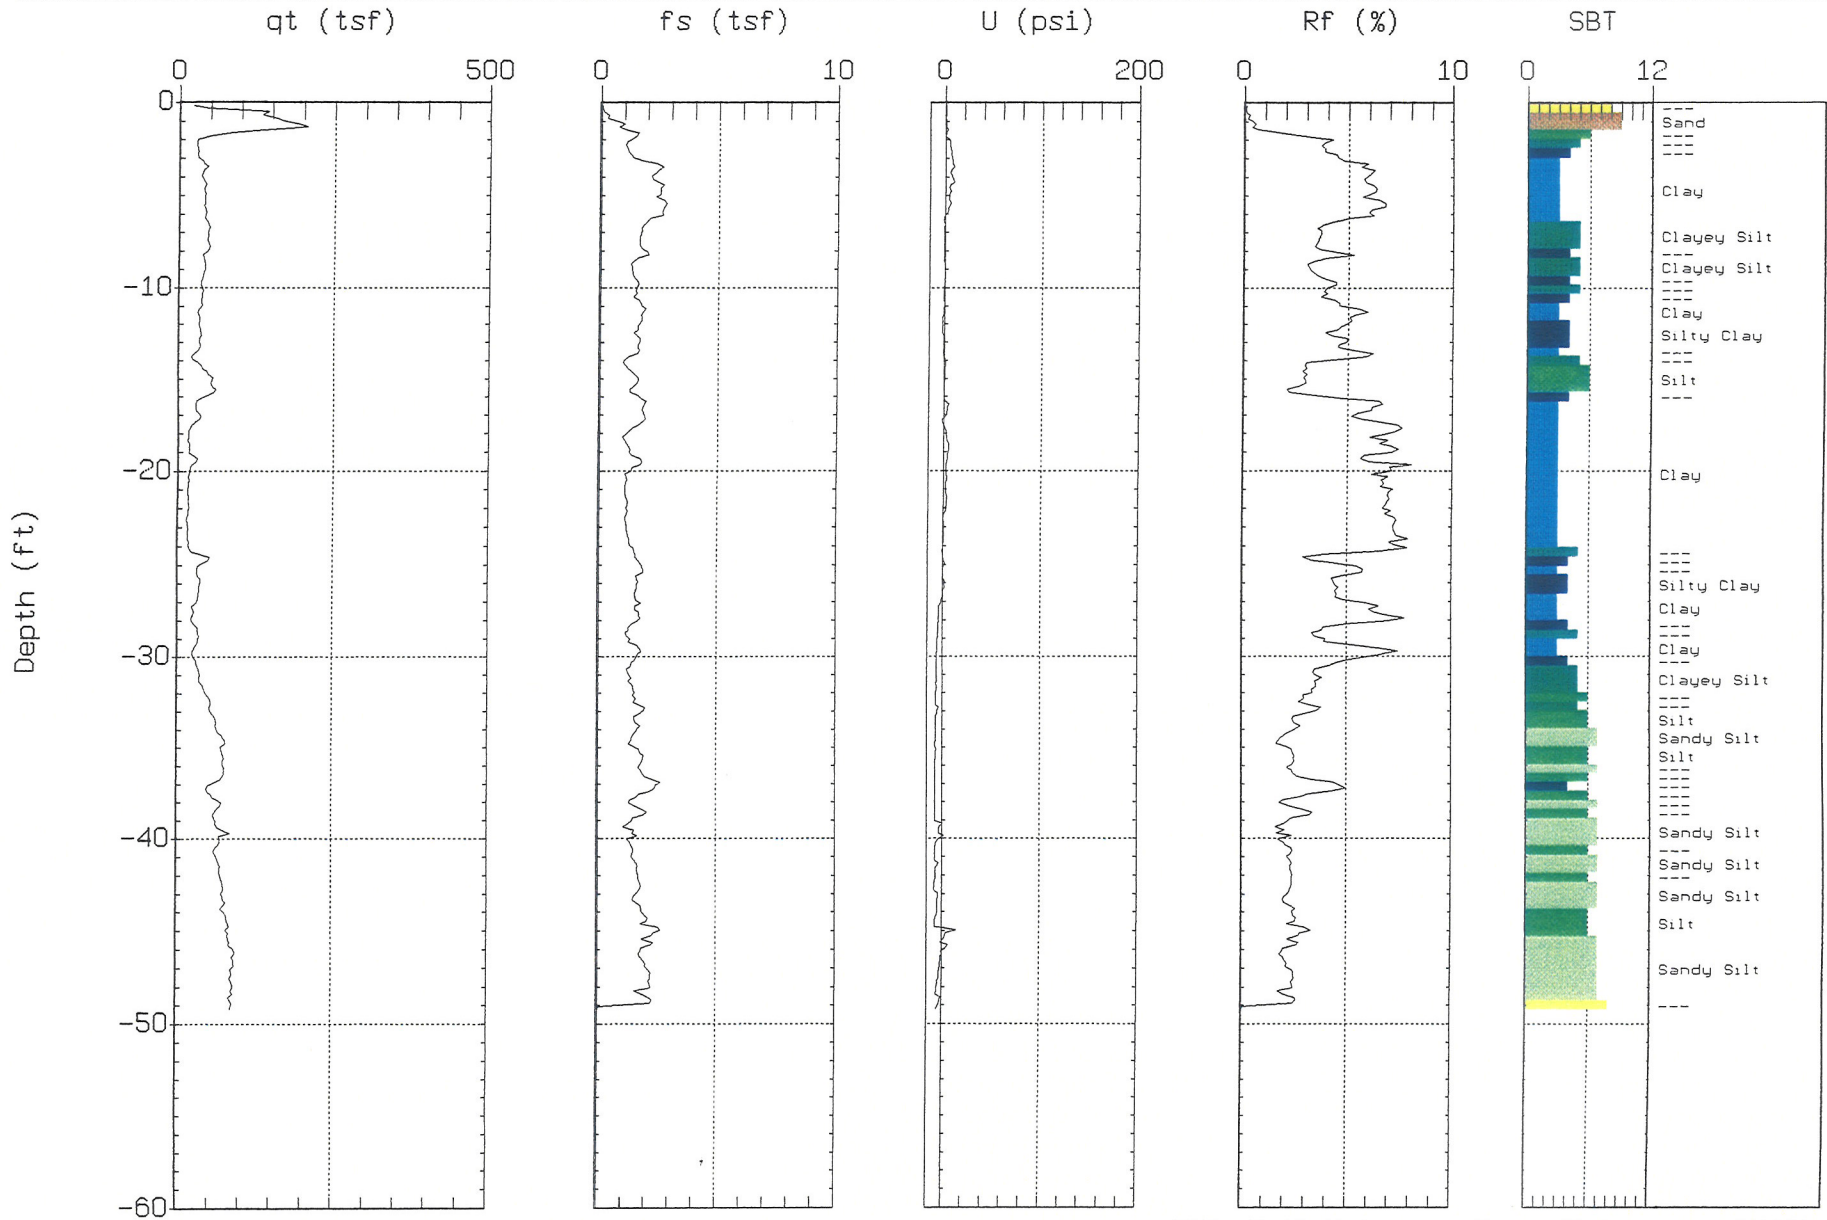 qt (tsf) fs (tsf) U (psi) Rf (%) SBT
0 500 0 10 0 200 0 10 0 12
0
---
Sand
---
---
---
Clay
Clayey Silt
---
Clayey Silt
---
-10
---
---
Clay
Silty Clay
---
---
Silt
---
-20
Clay
Depth (ft)
---
---
---
Silty Clay
Clay
---
---
Clay
-30
---
Clayey Silt
---
---
Silt
Sandy Silt
Silt
---
---
---
---
---
---
Sandy Silt
-40
---
Sandy Silt
---
Sandy Silt
Silt
Sandy Silt
---
-50
-60